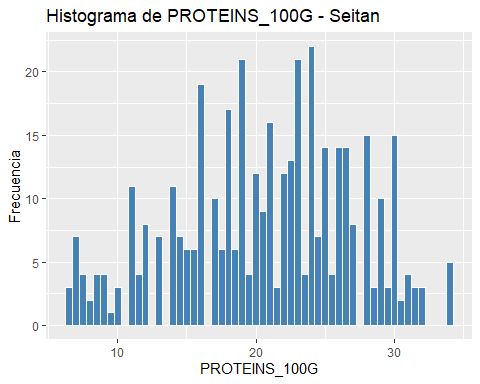 Histograma de PROTEINS_100G - Seitan
Frecuencia
20
15
10
5
0
10 20 30
PROTEINS_100G